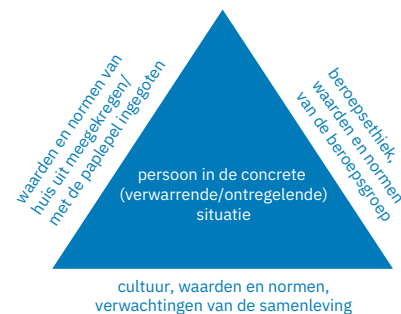 waarden en normen van
huis uit meegekregen/
met de paplepel ingegoten
beroepsethiek,
waarden en normen
van de beroepsgroep
persoon in de concrete
(verwarrende/ontregelende)
situatie
cultuur, waarden en normen,
verwachtingen van de samenleving